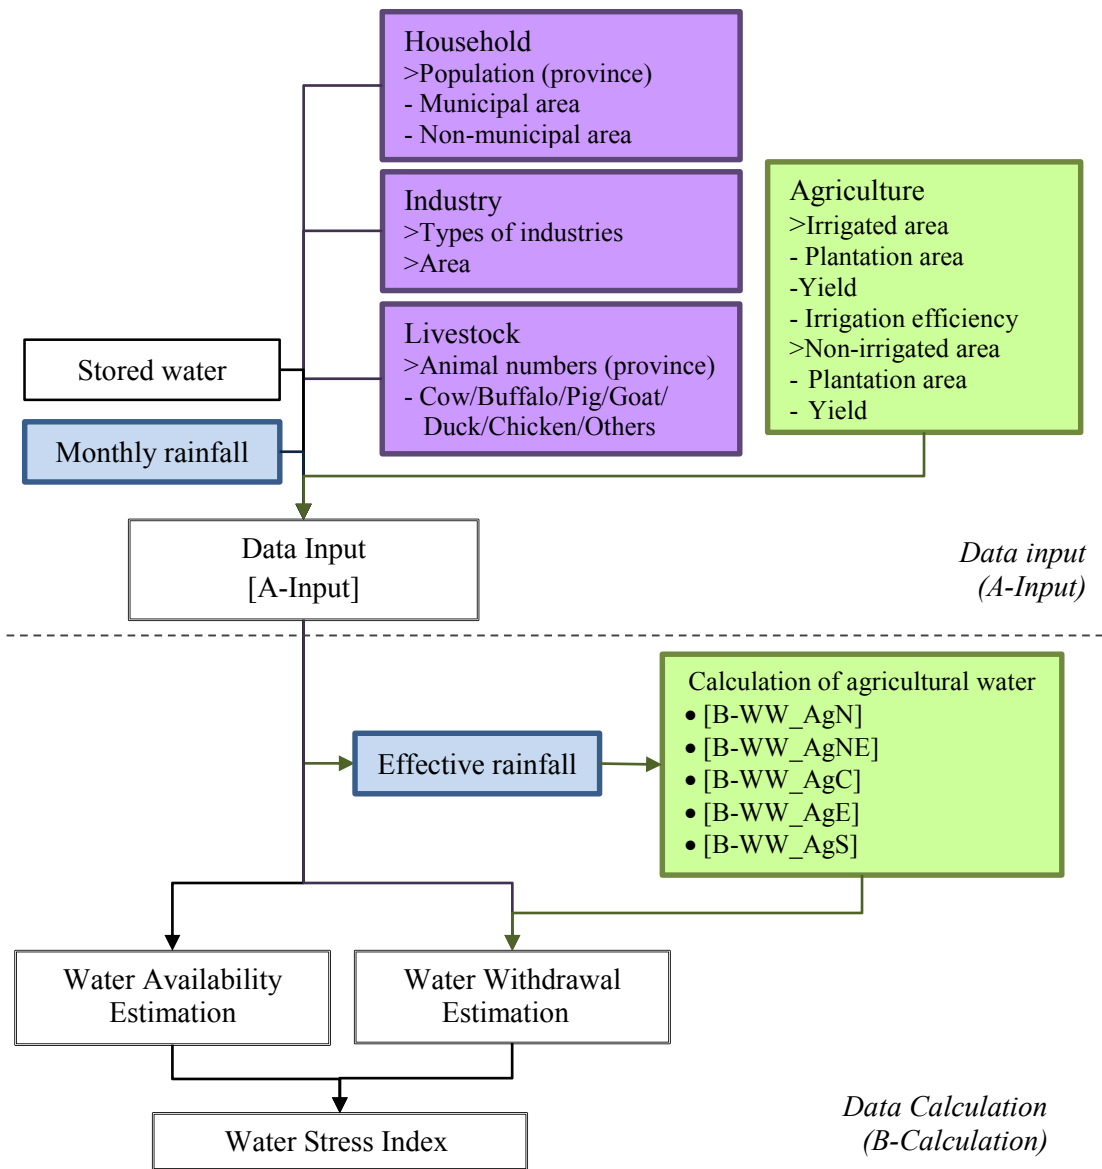 Household
>Population (province)
- Municipal area
- Non-municipal area
Industry
>Types of industries
>Area
Livestock
>Animal numbers (province)
- Cow/Buffalo/Pig/Goat/
Duck/Chicken/Others
Agriculture
>Irrigated area
- Plantation area
-Yield
- Irrigation efficiency
>Non-irrigated area
- Plantation area
- Yield
Stored water
Monthly rainfall
Data Input
[A-Input]
Data input
(A-Input)
Calculation of agricultural water
• [B-WW_AgN]
• [B-WW_AgNE]
• [B-WW_AgC]
• [B-WW_AgE]
• [B-WW_AgS]
Effective rainfall
Water Availability
Estimation
Water Withdrawal
Estimation
Water Stress Index
Data Calculation
(B-Calculation)